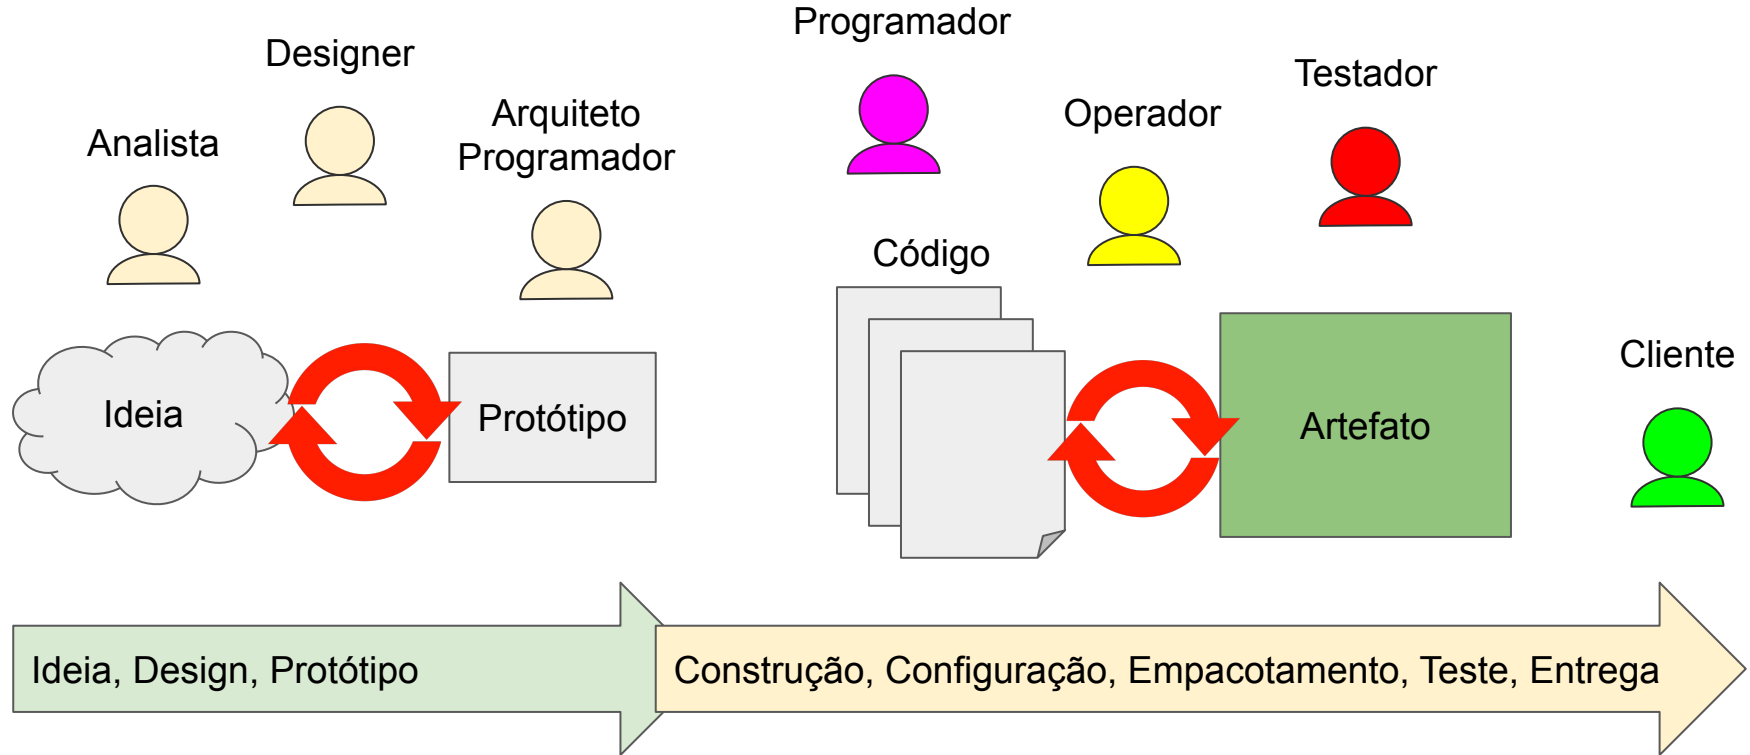 Programador
Designer
Testador
Arquiteto
Programador
Operador
Analista
Código
Cliente
Ideia
Protótipo
Artefato
Ideia, Design, Protótipo
Construção, Configuração, Empacotamento, Teste, Entrega